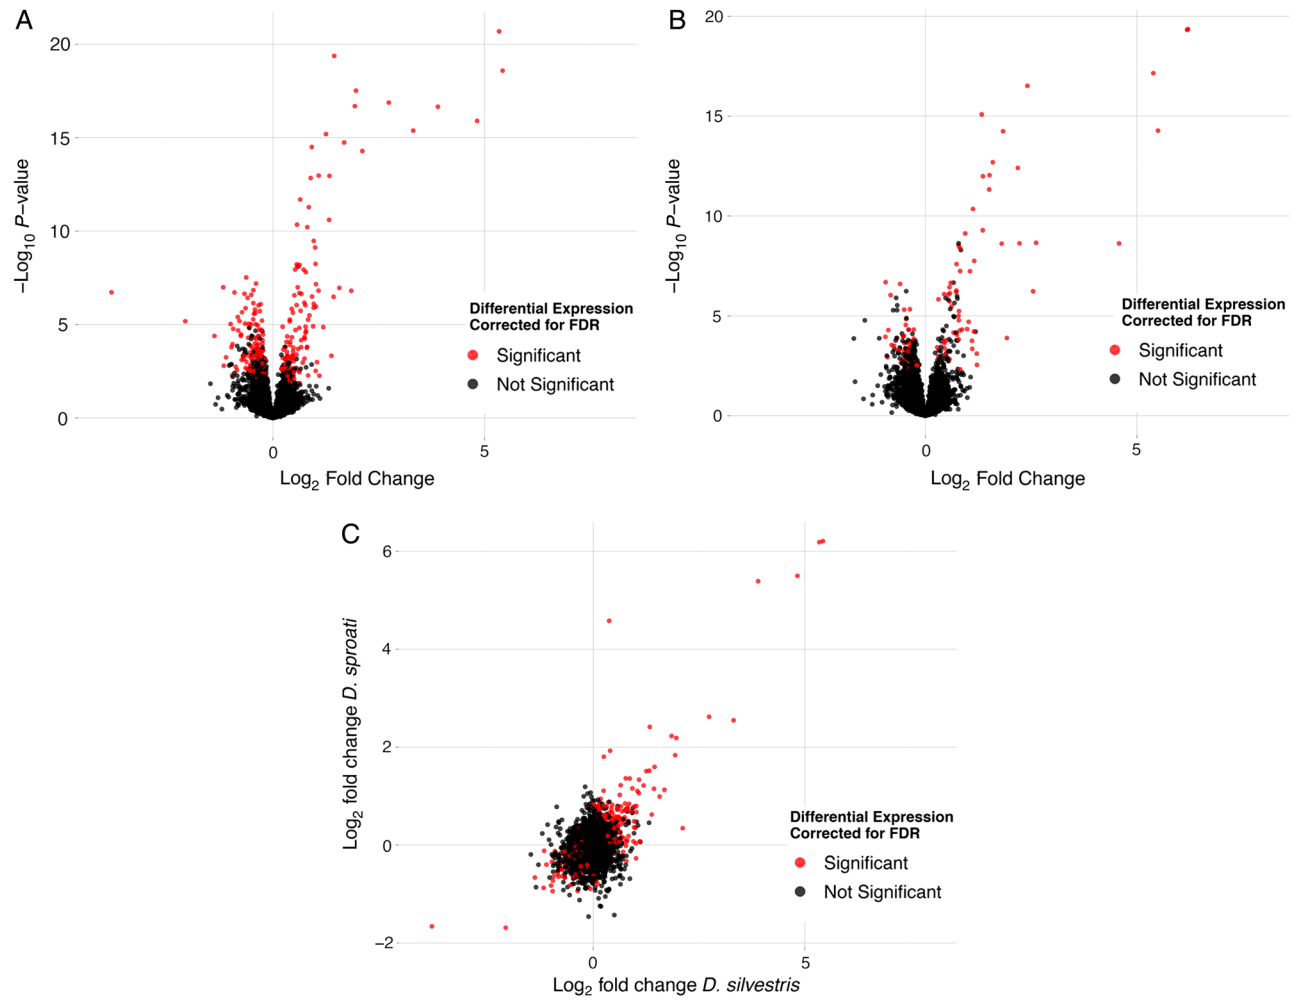 A
20
15
10
5
0
−Log10 P−value
0
5
Log2 Fold Change
Differential Expression
Corrected for FDR
Significant
Not Significant
B
20
15
10
5
0
−Log10 P−value
0
5
Log2 Fold Change
Differential Expression
Corrected for FDR
Significant
Not Significant
C
6
4
2
0
−2
Log2 fold change D. sproati
0
5
Log2 fold change D. silvestris
Differential Expression
Corrected for FDR
Significant
Not Significant